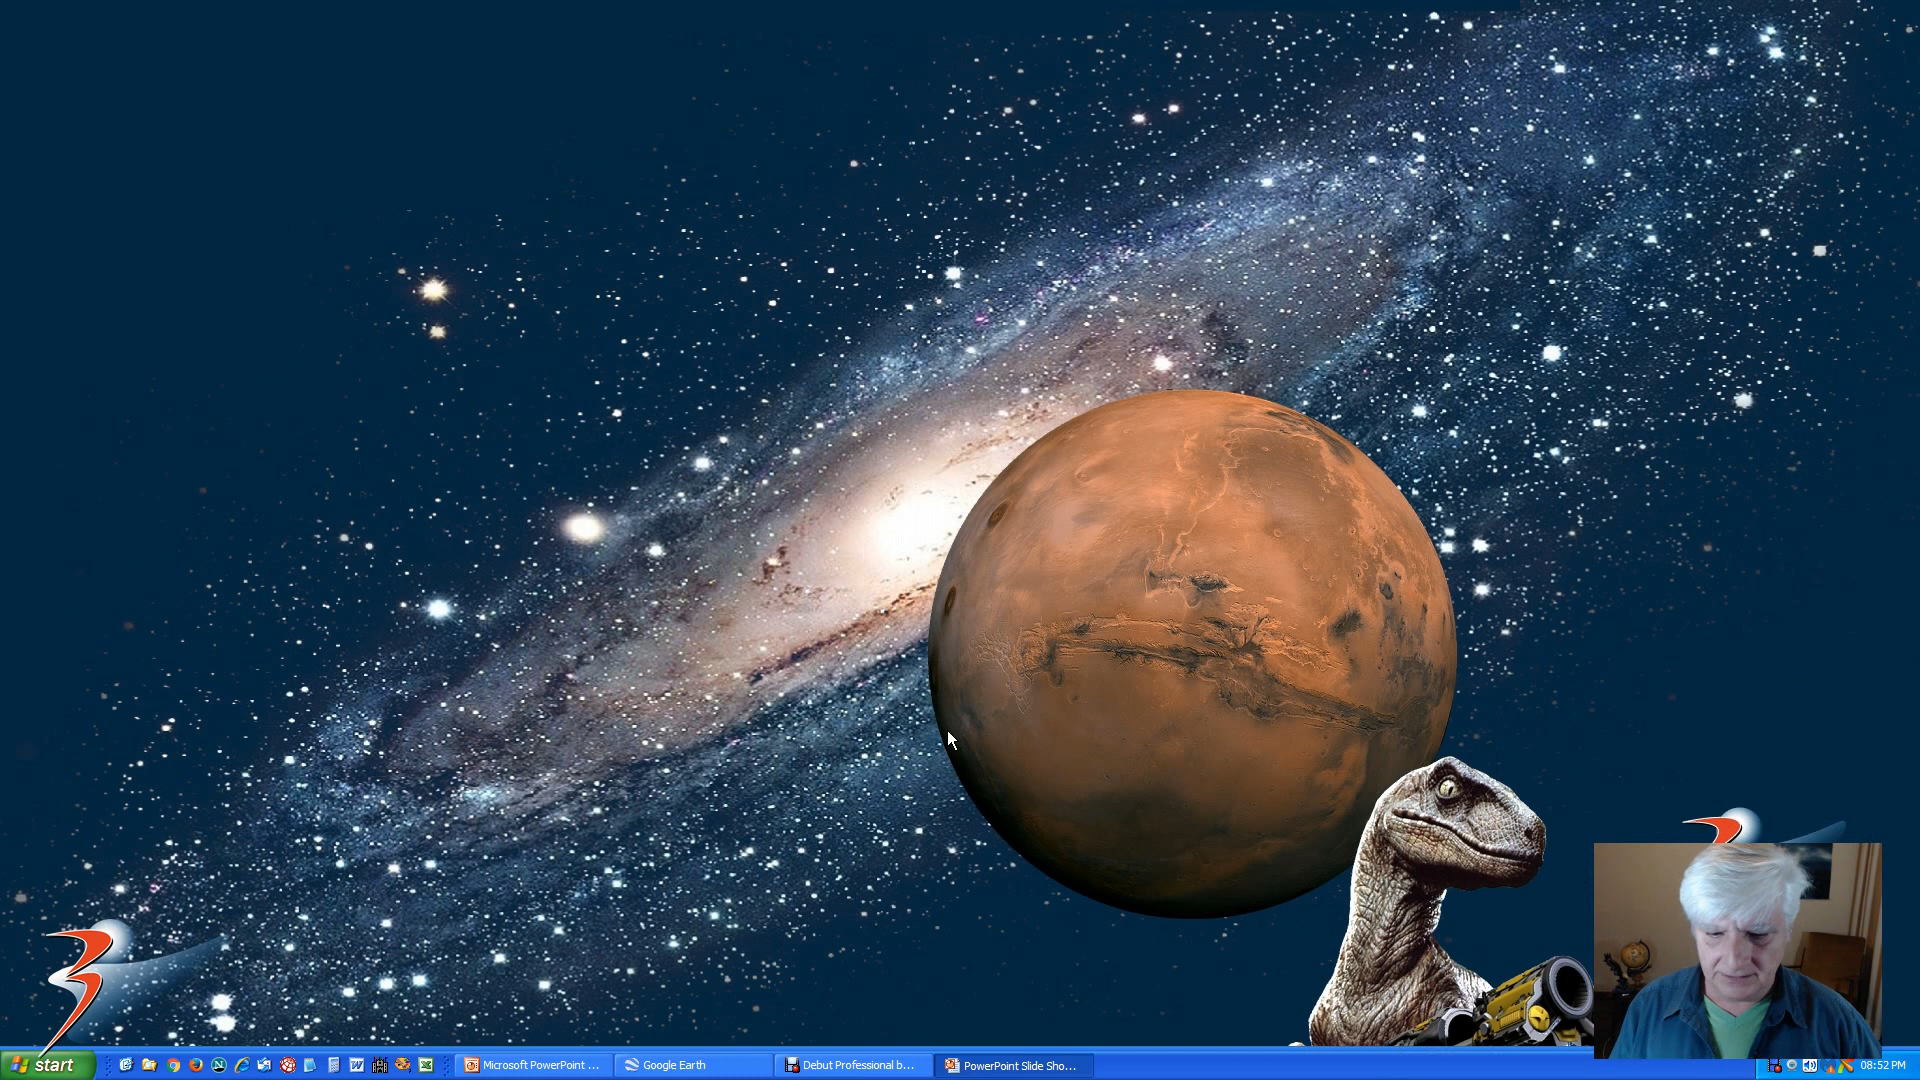 start
Microsoft PowerPoint ...
Google Earth
Debut Professional b...
PowerPoint Slide Sho...
08:52 PM